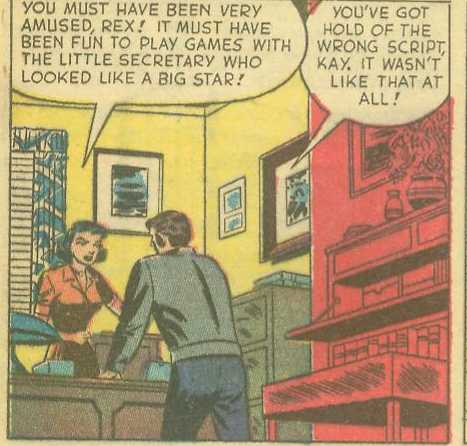 YOU MUST HAVE BEEN VERY
AMUSED, REX! IT MUST HAVE
BEEN FUN TO PLAY GAMES WITH
THE LITTLE SECRETARY WHO
LOOKED LIKE A BIG STAR!
YOU'VE GOT
HOLD OF THE
WRONG SCRIPT,
KAY. IT WASN'T
LIKE THAT AT
ALL!